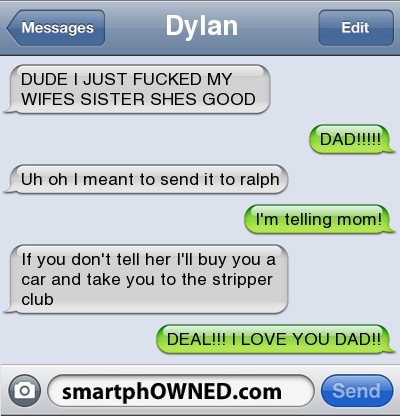 Messages
Dylan
Edit
DUDE I JUST FUCKED MY
WIFES SISTER SHES GOOD
DAD!!!!!
Uh oh I meant to send it to ralph
I'm telling mom!
If you don't tell her I'll buy you a
car and take you to the stripper
club
DEAL!!! I LOVE YOU DAD!!
smartphOWNED.com
Send